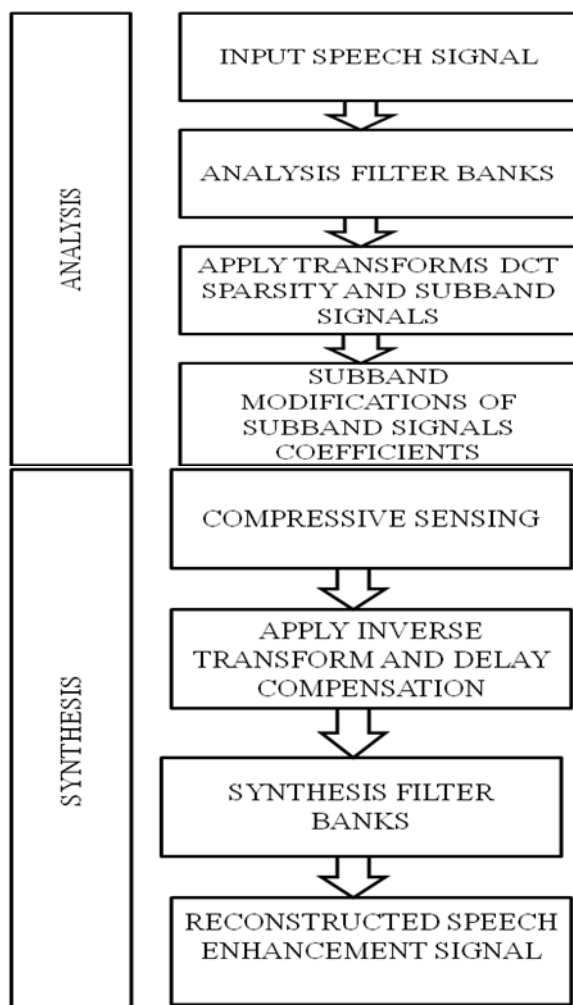 ANALYSIS
INPUT SPEECH SIGNAL
ANALYSIS FILTER BANKS
APPLY TRANSFORMS DCT
SPARSITY AND SUBBAND
SIGNALS
SUBBAND
MODIFICATIONS OF
SUBBAND SIGNALS
COEFFICIENTS
SYNTHESIS
COMPRESSIVE SENSING
APPLY INVERSE
TRANSFORM AND DELAY
COMPENSATION
SYNTHESIS FILTER
BANKS
RECONSTRUCTED SPEECH
ENHANCEMENT SIGNAL